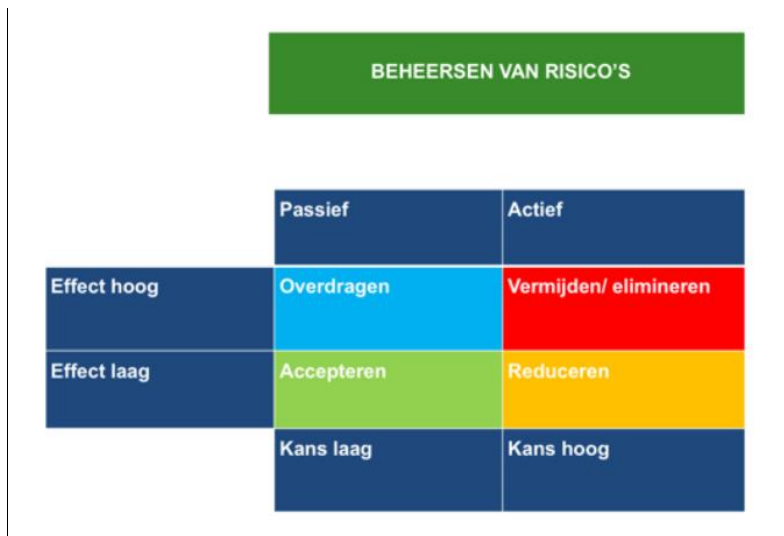 BEHEERSEN VAN RISICO'S
Passief
Actief
Effect hoog
Overdragen
Vermijden/ elimineren
Effect laag
Accepteren
Reduceren
Kans laag
Kans hoog